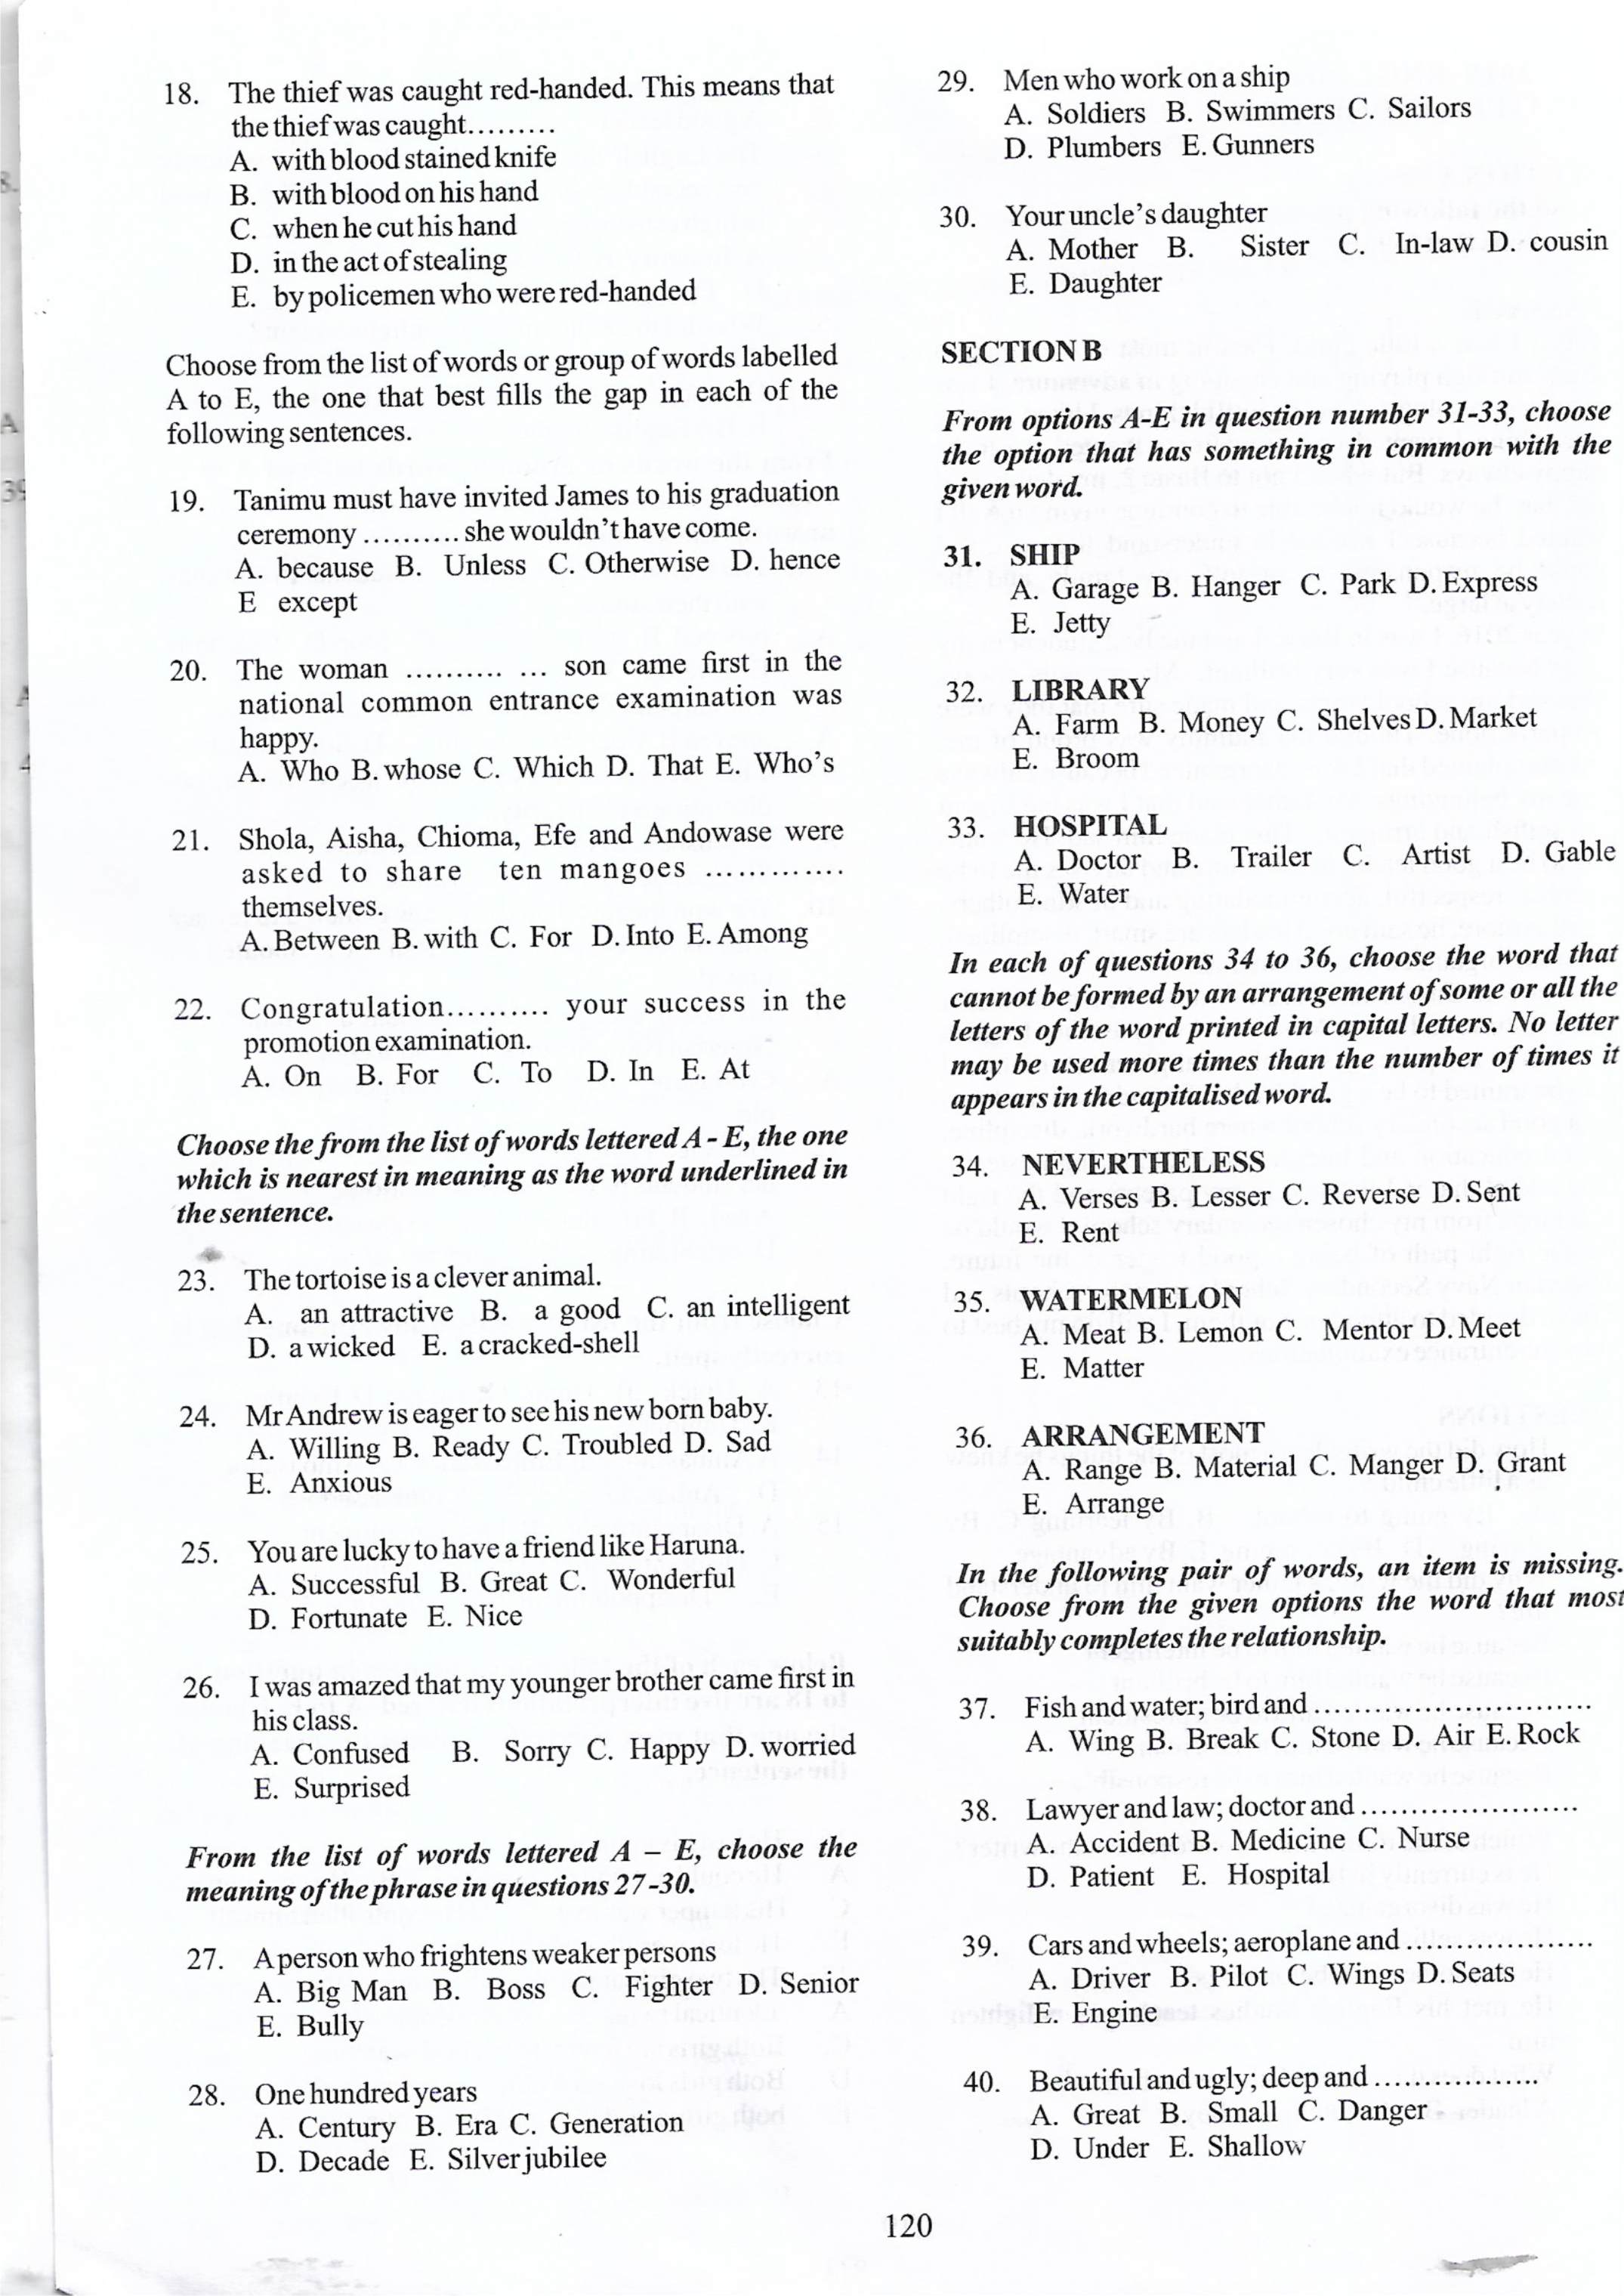 18. The thief was caught red-handed. This means that
the thief was caught.........
A. with blood stained knife
B. with blood on his hand
C. when he cut his hand
D. in the act of stealing
E. by policemen who were red-handed
Choose from the list of words or group of words labelled
A to E, the one that best fills the gap in each of the
following sentences.
19. Tanimu must have invited James to his graduation
ceremony .......... she wouldn't have come.
A. because B. Unless C. Otherwise D. hence
E except
20. The woman .......... ... son came first in the
national common entrance examination was
happy.
A. Who B. whose C. Which D. That E. Who's
21. Shola, Aisha, Chioma, Efe and Andowase were
asked to share ten mangoes ..............
themselves.
A. Between B. with C. For D. Into E. Among
22. Congratulation.......... your success in the
promotion examination.
A. On B. For C. To D. In E. At
Choose the from the list of words lettered A - E, the one
which is nearest in meaning as the word underlined in
the sentence.
23. The tortoise is a clever animal.
A. an attractive B. a good C. an intelligent
D. a wicked E. a cracked-shell
24. Mr Andrew is eager to see his new born baby.
A. Willing B. Ready C. Troubled D. Sad
E. Anxious
25. You are lucky to have a friend like Haruna.
A. Successful B. Great C. Wonderful
D. Fortunate E. Nice
26. I was amazed that my younger brother came first in
his class.
A. Confused B. Sorry C. Happy D. worried
E. Surprised
From the list of words lettered A – E, choose the
meaning of the phrase in questions 27 -30.
27. A person who frightens weaker persons
A. Big Man B. Boss C. Fighter D. Senior
E. Bully
28. One hundred years
A. Century B. Era C. Generation
D. Decade E. Silver jubilee
29. Men who work on a ship
A. Soldiers B. Swimmers C. Sailors
D. Plumbers E. Gunners
30. Your uncle's daughter
A. Mother B. Sister C. In-law D. cousin
E. Daughter
SECTION B
From options A-E in question number 31-33, choose
the option that has something in common with the
given word.
31. SHIP
A. Garage B. Hanger C. Park D. Express
E. Jetty
32. LIBRARY
A. Farm B. Money C. Shelves D. Market
E. Broom
33. HOSPITAL
A. Doctor B. Trailer C. Artist D. Gable
E. Water
In each of questions 34 to 36, choose the word that
cannot be formed by an arrangement of some or all the
letters of the word printed in capital letters. No letter
may be used more times than the number of times it
appears in the capitalised word.
34. NEVERTHELESS
A. Verses B. Lesser C. Reverse D. Sent
E. Rent
35. WATERMELON
A. Meat B. Lemon C. Mentor D. Meet
E. Matter
36. ARRANGEMENT
A. Range B. Material C. Manger D. Grant
E. Arrange
In the following pair of words, an item is missing.
Choose from the given options the word that most
suitably completes the relationship.
37. Fish and water; bird and ............................
A. Wing B. Break C. Stone D. Air E. Rock
38. Lawyer and law; doctor and ......................
A. Accident B. Medicine C. Nurse
D. Patient E. Hospital
39. Cars and wheels; aeroplane and ...................
A. Driver B. Pilot C. Wings D. Seats
E. Engine
40. Beautiful and ugly; deep and .................
A. Great B. Small C. Danger
D. Under E. Shallow
120